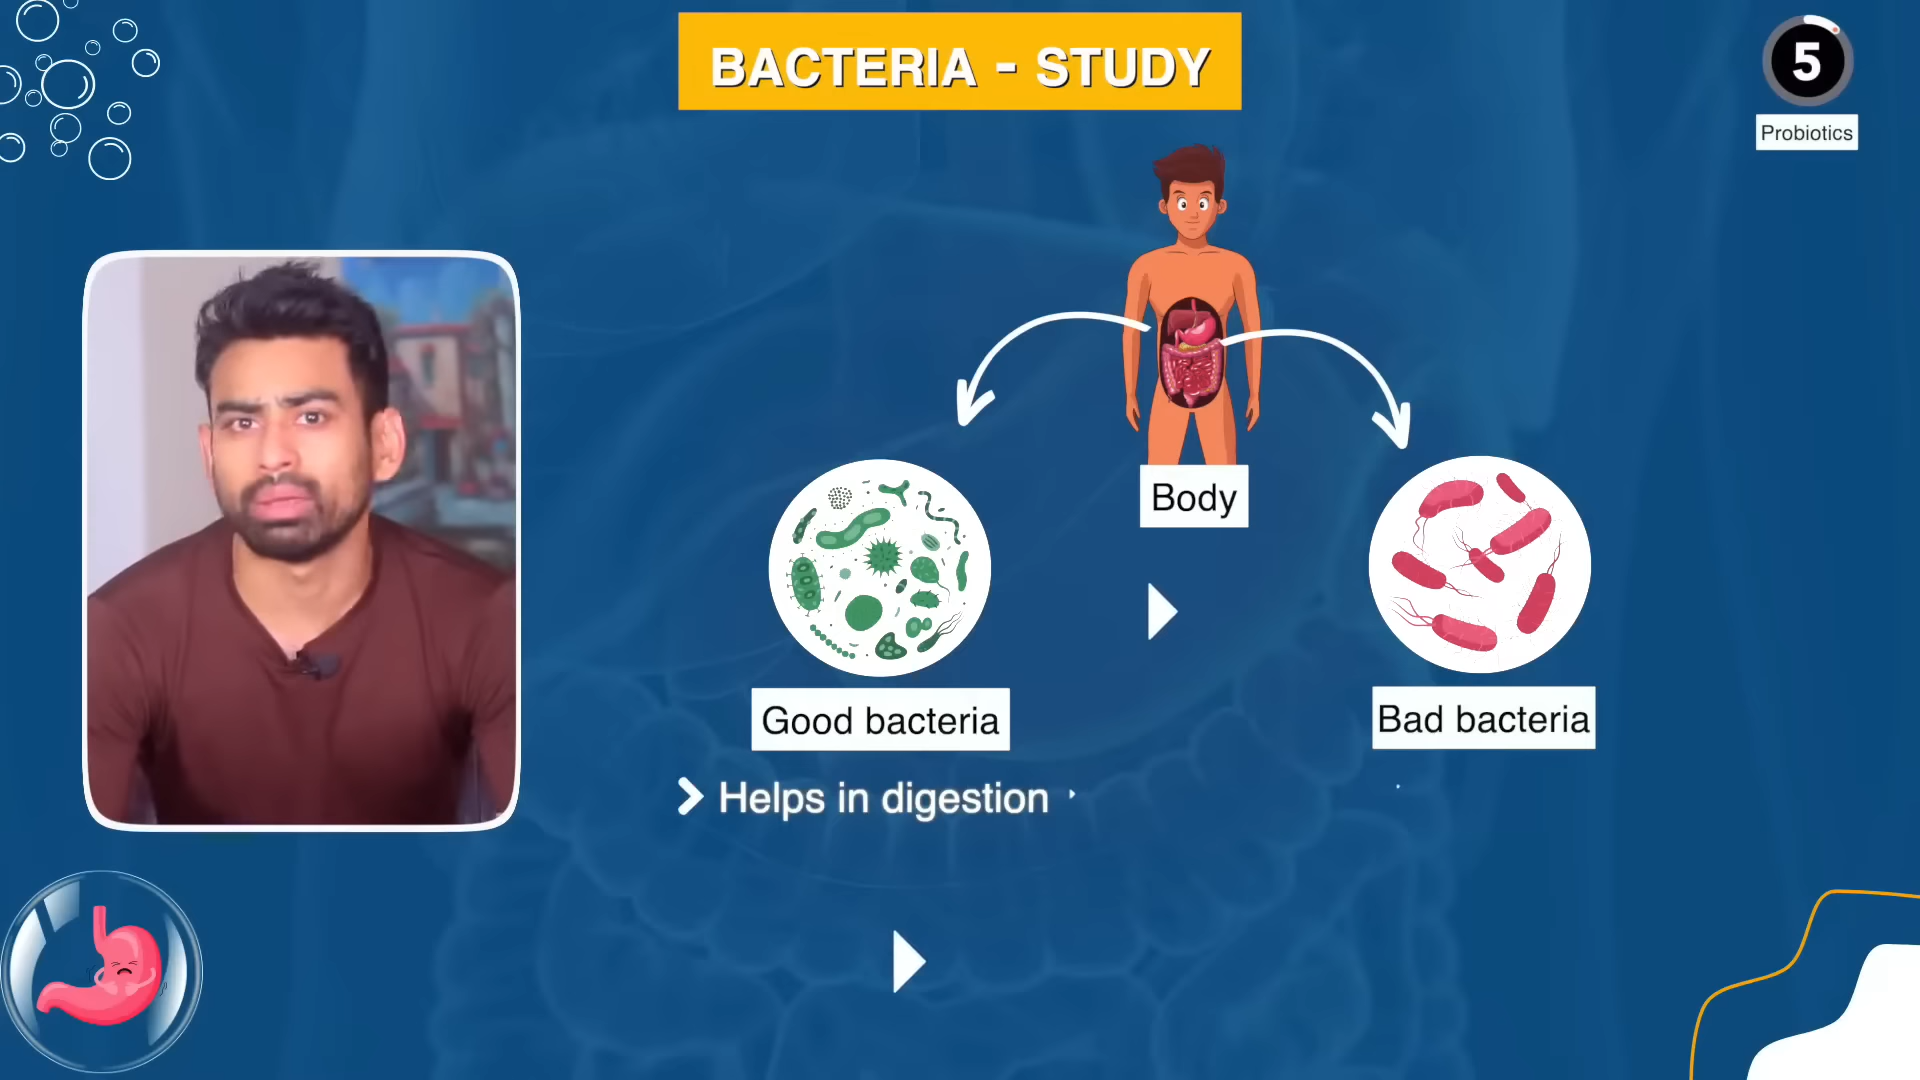 BACTERIA - STUDY
5
Probiotics
Body
Good bacteria
Bad bacteria
Helps in digestion